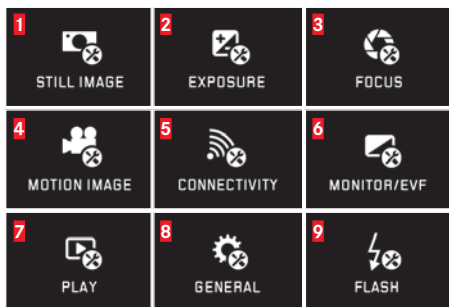 1 2 3
STILL IMAGE EXPOSURE FOCUS
4 5 6
MOTION IMAGE CONNECTIVITY MONITOR/EVF
7 8 9
PLAY GENERAL FLASH